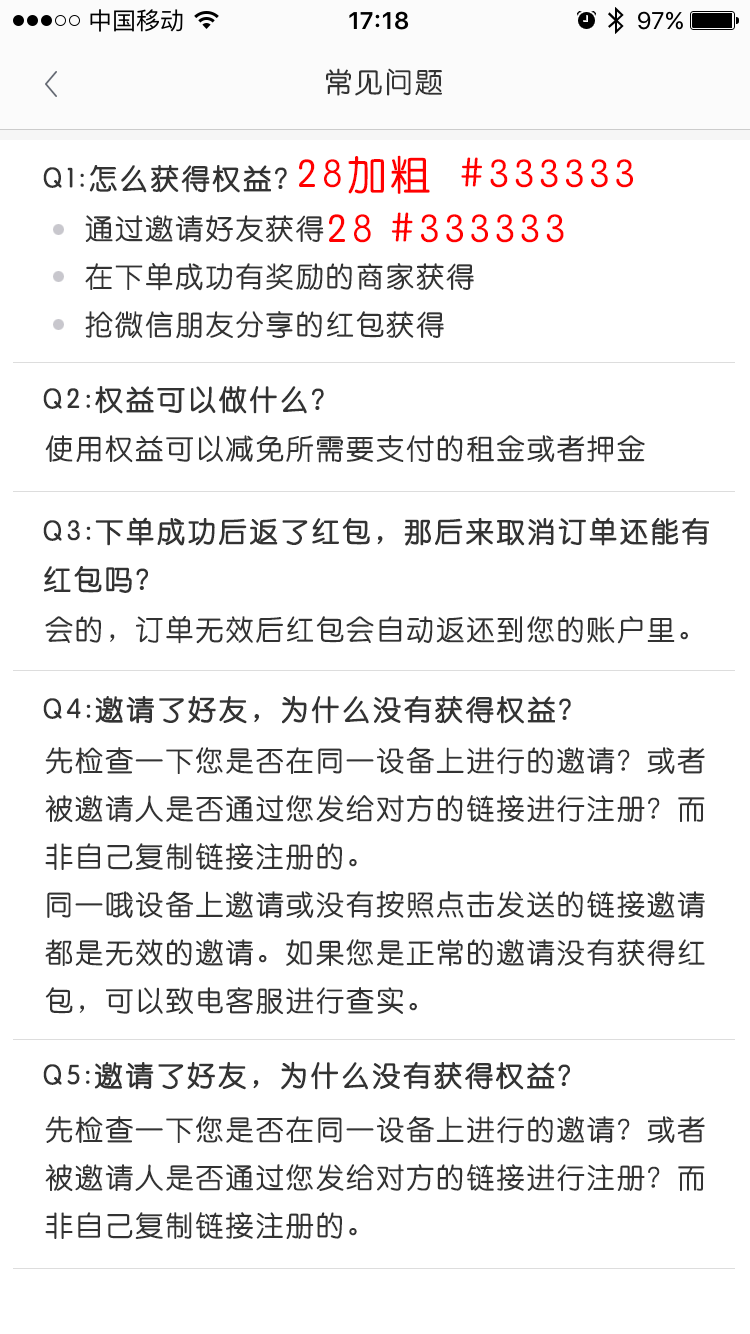 中国移动 17:18 97%
常见问题
Q1:怎么获得权益? 28加粗 #333333
通过邀请好友获得28 #333333
在下单成功有奖励的商家获得
抢微信朋友分享的红包获得
Q2:权益可以做什么?
使用权益可以减免所需要支付的租金或者押金
Q3:下单成功后返了红包，那后来取消订单还能有
红包吗?
会的，订单无效后红包会自动返还到您的账户里。
Q4:邀请了好友，为什么没有获得权益?
先检查一下您是否在同一设备上进行的邀请? 或者
被邀请人是否通过您发给对方的链接进行注册? 而
非自己复制链接注册的。
同一哦设备上邀请或没有按照点击发送的链接邀请
都是无效的邀请。如果您是正常的邀请没有获得红
包，可以致电客服进行查实。
Q5:邀请了好友，为什么没有获得权益?
先检查一下您是否在同一设备上进行的邀请? 或者
被邀请人是否通过您发给对方的链接进行注册? 而
非自己复制链接注册的。